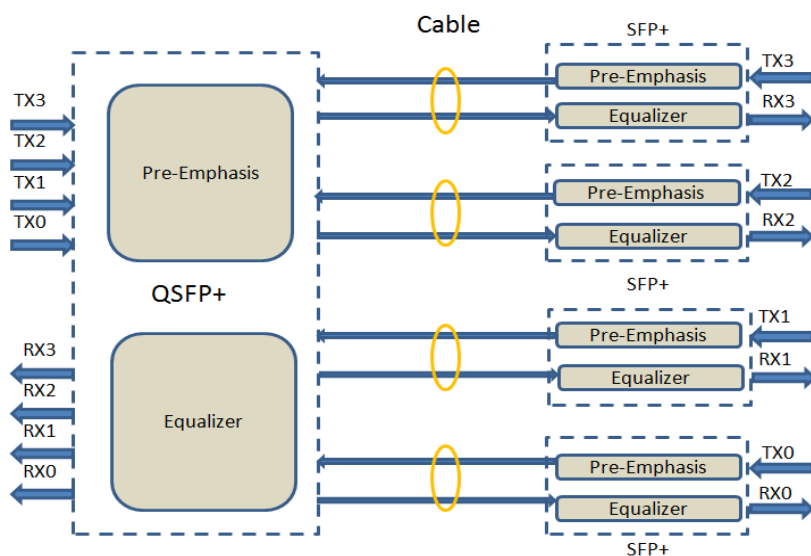 Cable
SFP+
TX3
Pre-Emphasis
Equalizer
RX3
TX3
TX2
TX1
TX0
Pre-Emphasis
TX2
Pre-Emphasis
Equalizer
RX2
QSFP+
SFP+
TX1
Pre-Emphasis
Equalizer
RX1
RX3
RX2
RX1
RX0
Equalizer
TX0
Pre-Emphasis
Equalizer
RX0
SFP+